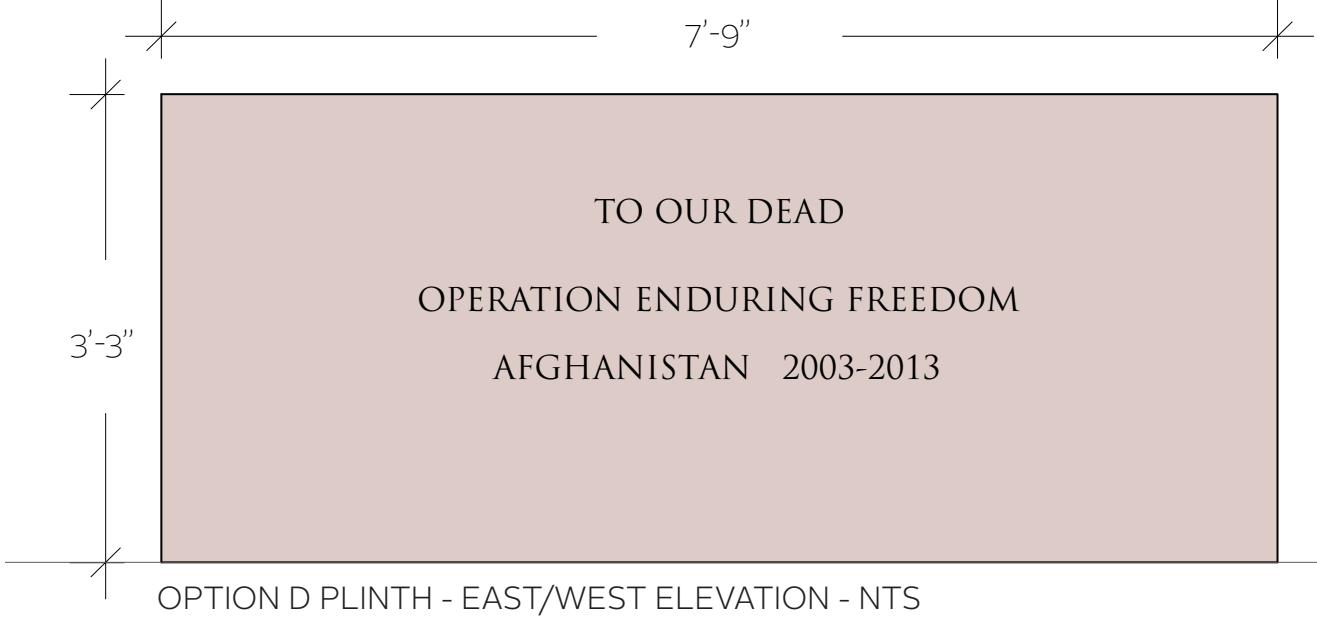 7'-9”
TO OUR DEAD
OPERATION ENDURING FREEDOM
3'-3”
AFGHANISTAN 2003-2013
OPTION D PLINTH - EAST/WEST ELEVATION - NTS